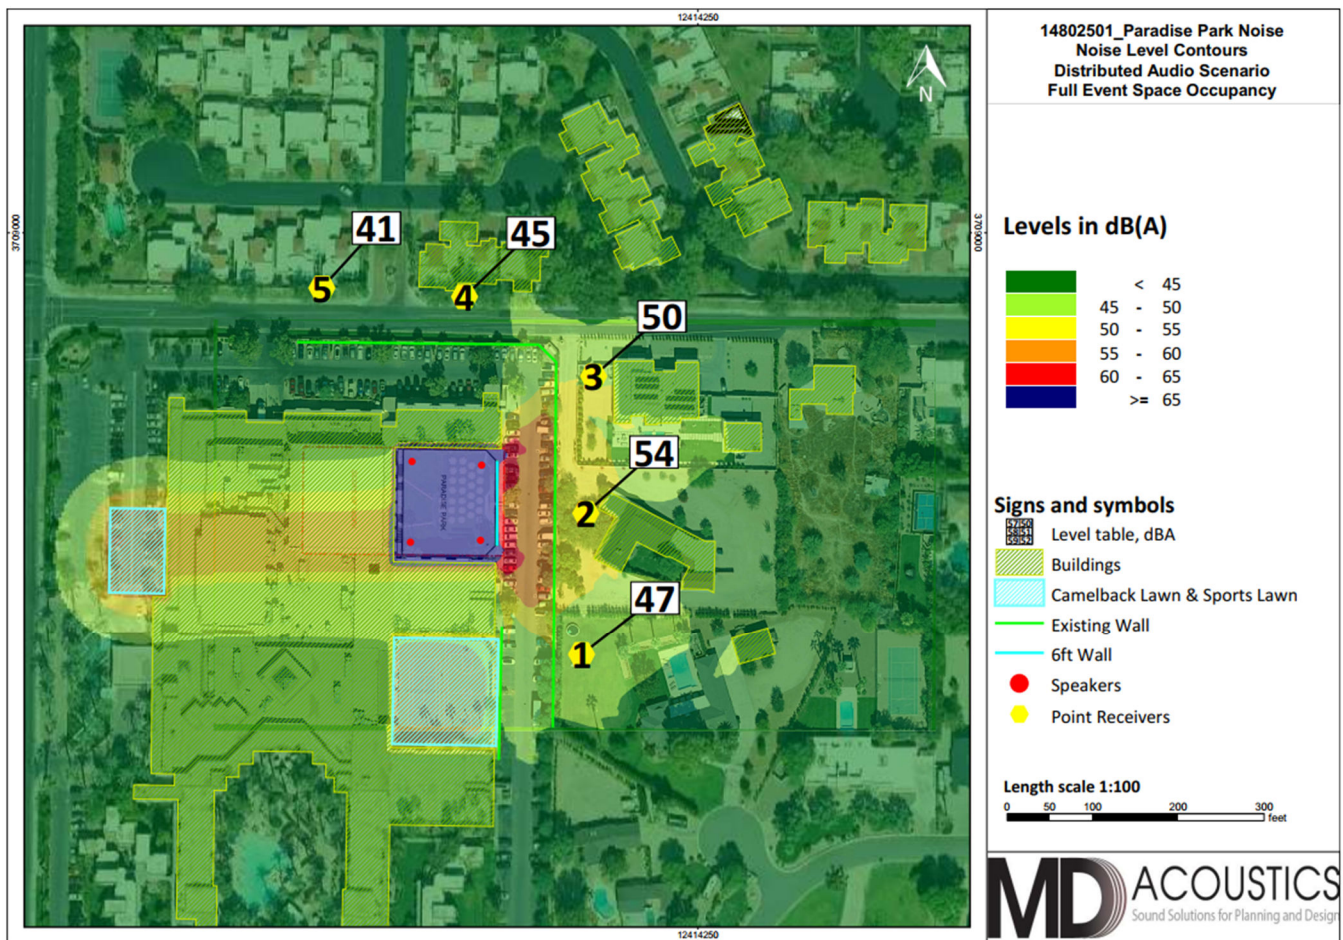 12414250
3709000
3709000
N
41
45
5
4
50
3
54
2
47
1
PARADISE PARK
12414250
14802501_Paradise Park Noise
Noise Level Contours
Distributed Audio Scenario
Full Event Space Occupancy
Levels in dB(A)
< 45
45 - 50
50 - 55
55 - 60
60 - 65
>= 65
Signs and symbols
Level table, dBA
Buildings
Camelback Lawn & Sports Lawn
Existing Wall
6ft Wall
Speakers
Point Receivers
Length scale 1:100
0 50 100 200 300
feet
MD ACOUSTICS
Sound Solutions for Planning and Design